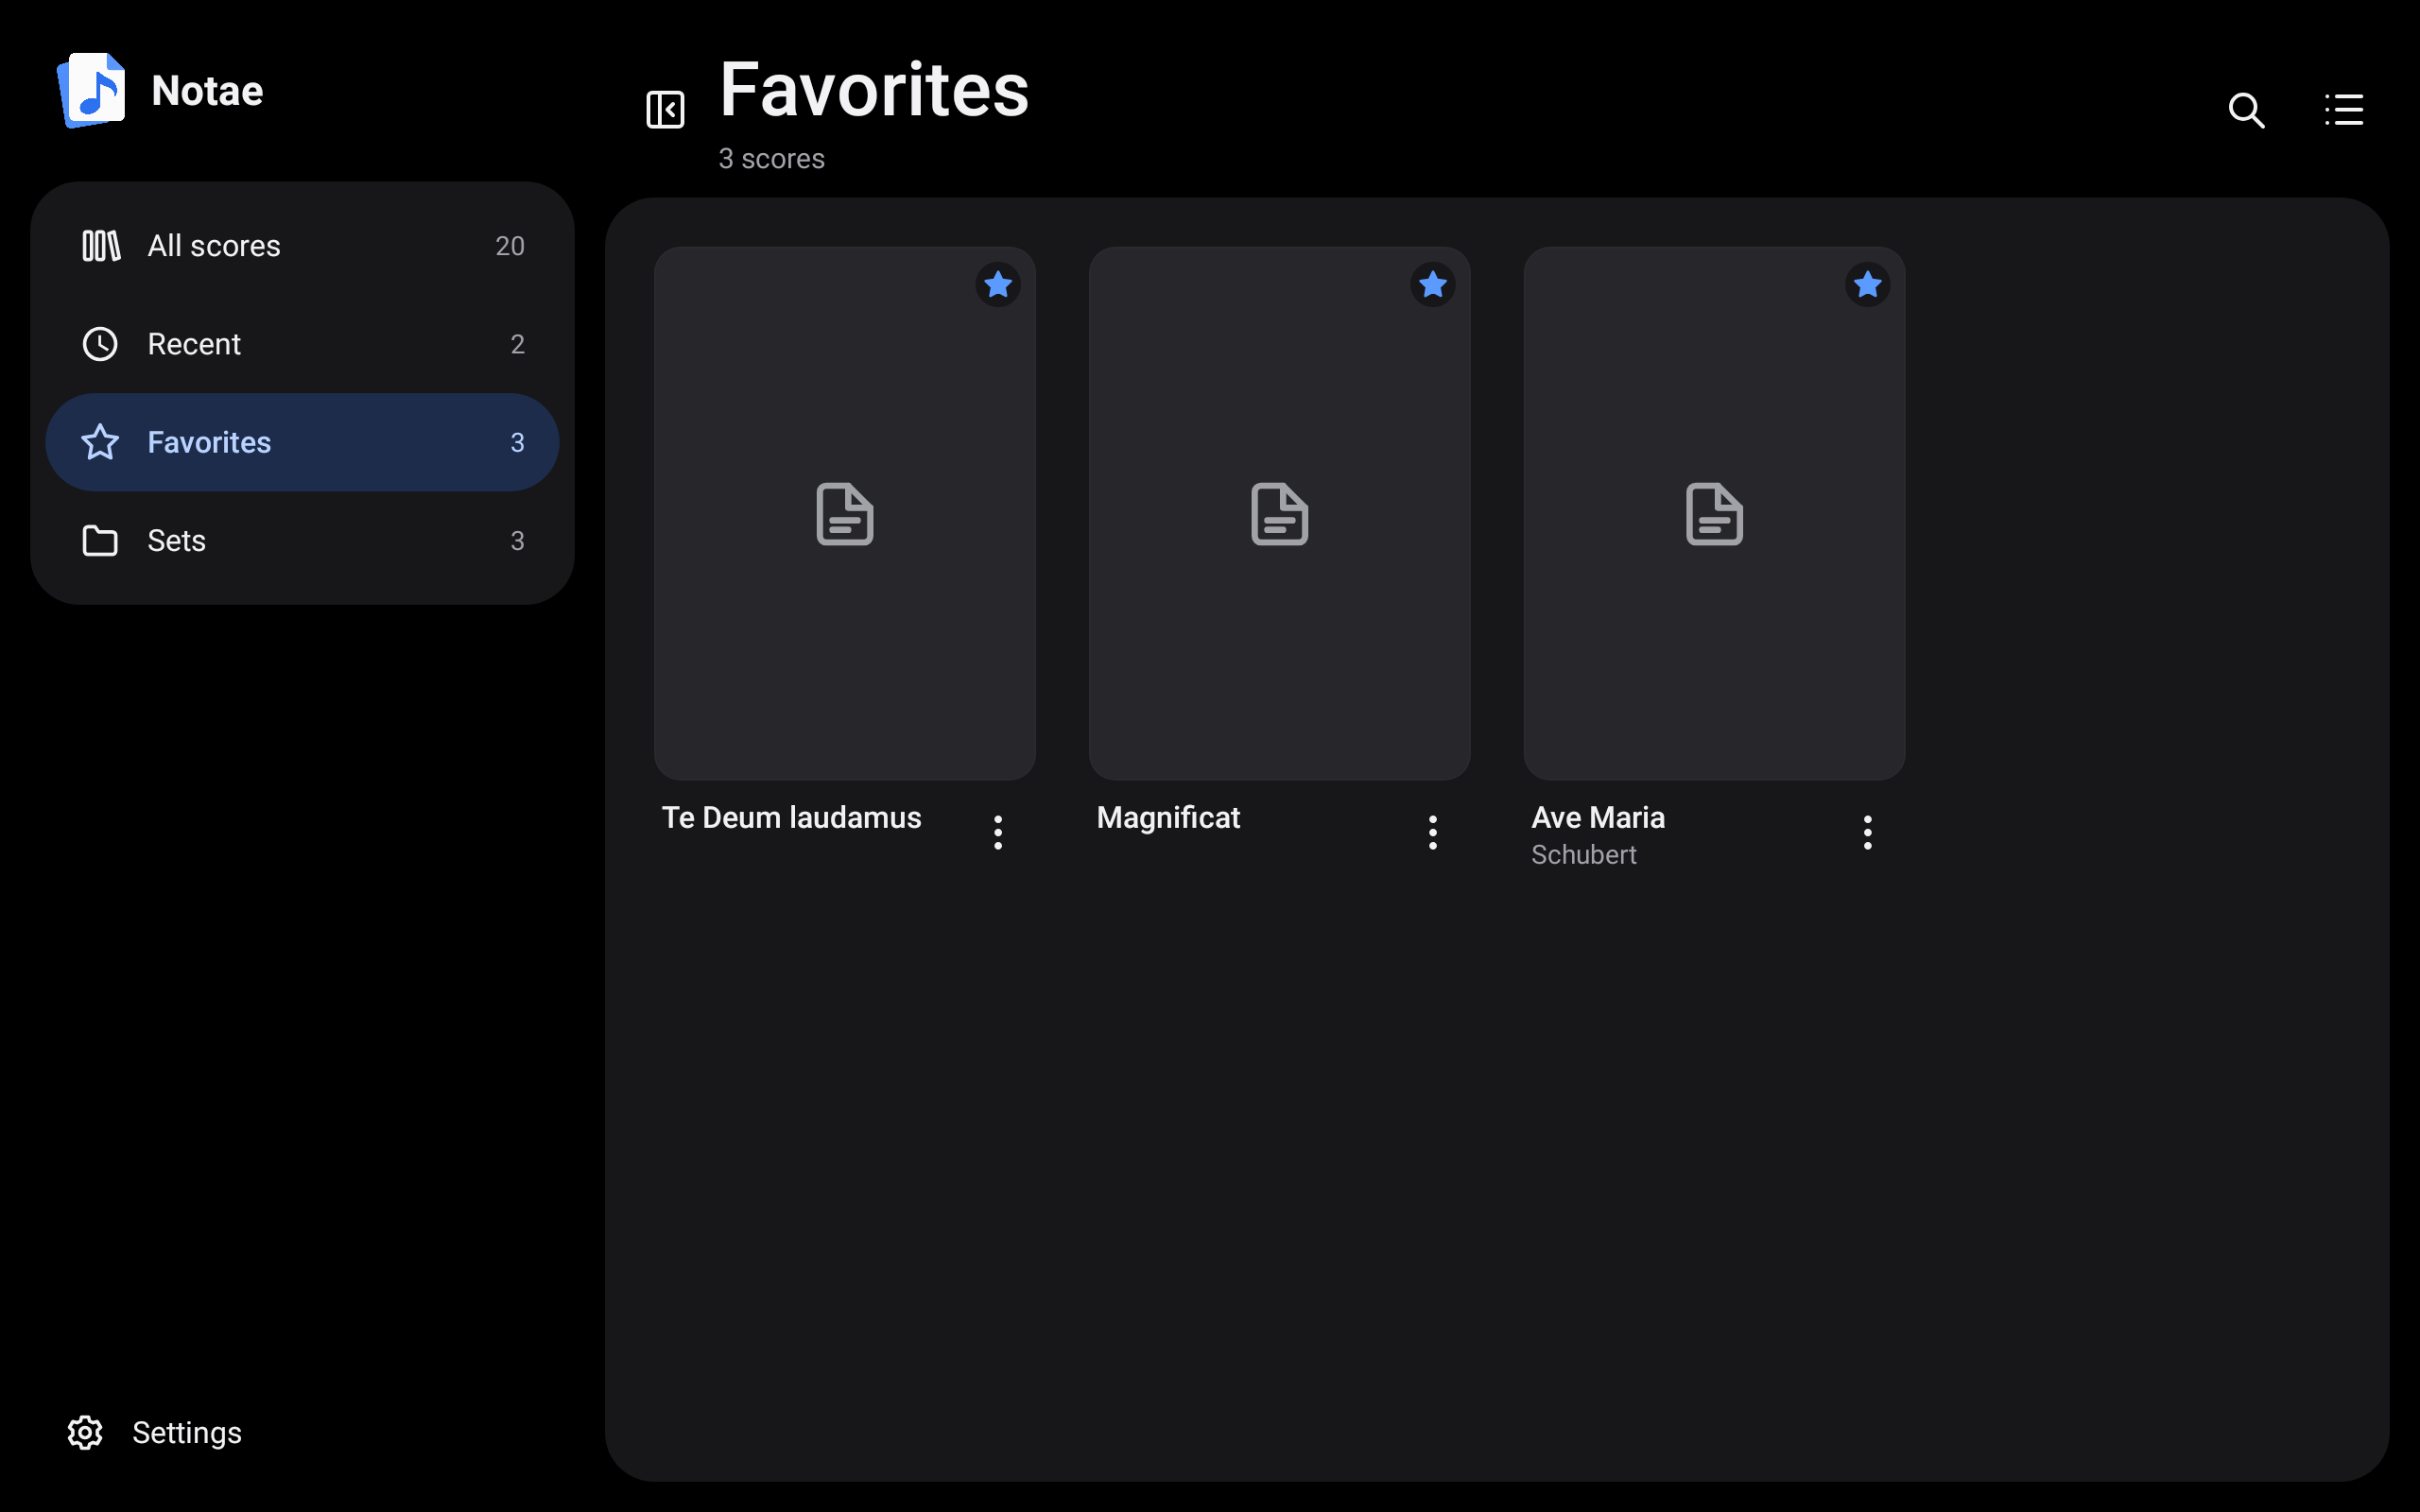 Notae
All scores 20
Recent 2
Favorites 3
Sets 3
Settings
Favorites
3 scores
Te Deum laudamus
Magnificat
Ave Maria
Schubert